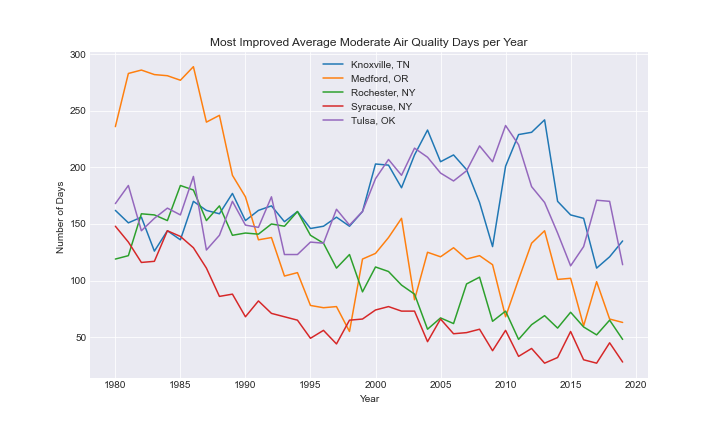 Most Improved Average Moderate Air Quality Days per Year
Knoxville, TN
Medford, OR
Rochester, NY
Syracuse, NY
Tulsa, OK
Number of Days
300
250
200
150
100
50
1980 1985 1990 1995 2000 2005 2010 2015 2020
Year